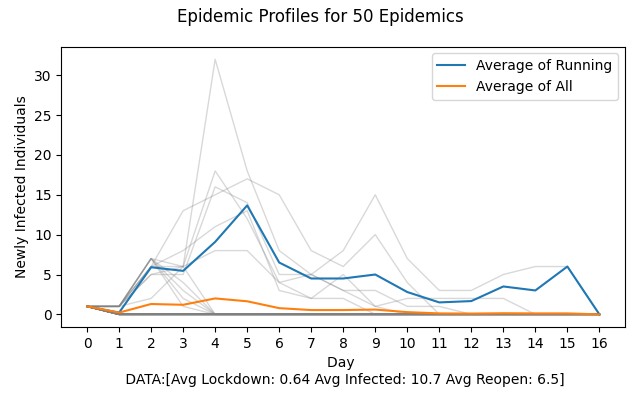 Epidemic Profiles for 50 Epidemics
Average of Running
Average of All
Newly Infected Individuals
30
25
20
15
10
5
0
0 1 2 3 4 5 6 7 8 9 10 11 12 13 14 15 16
Day
DATA:[Avg Lockdown: 0.64 Avg Infected: 10.7 Avg Reopen: 6.5]